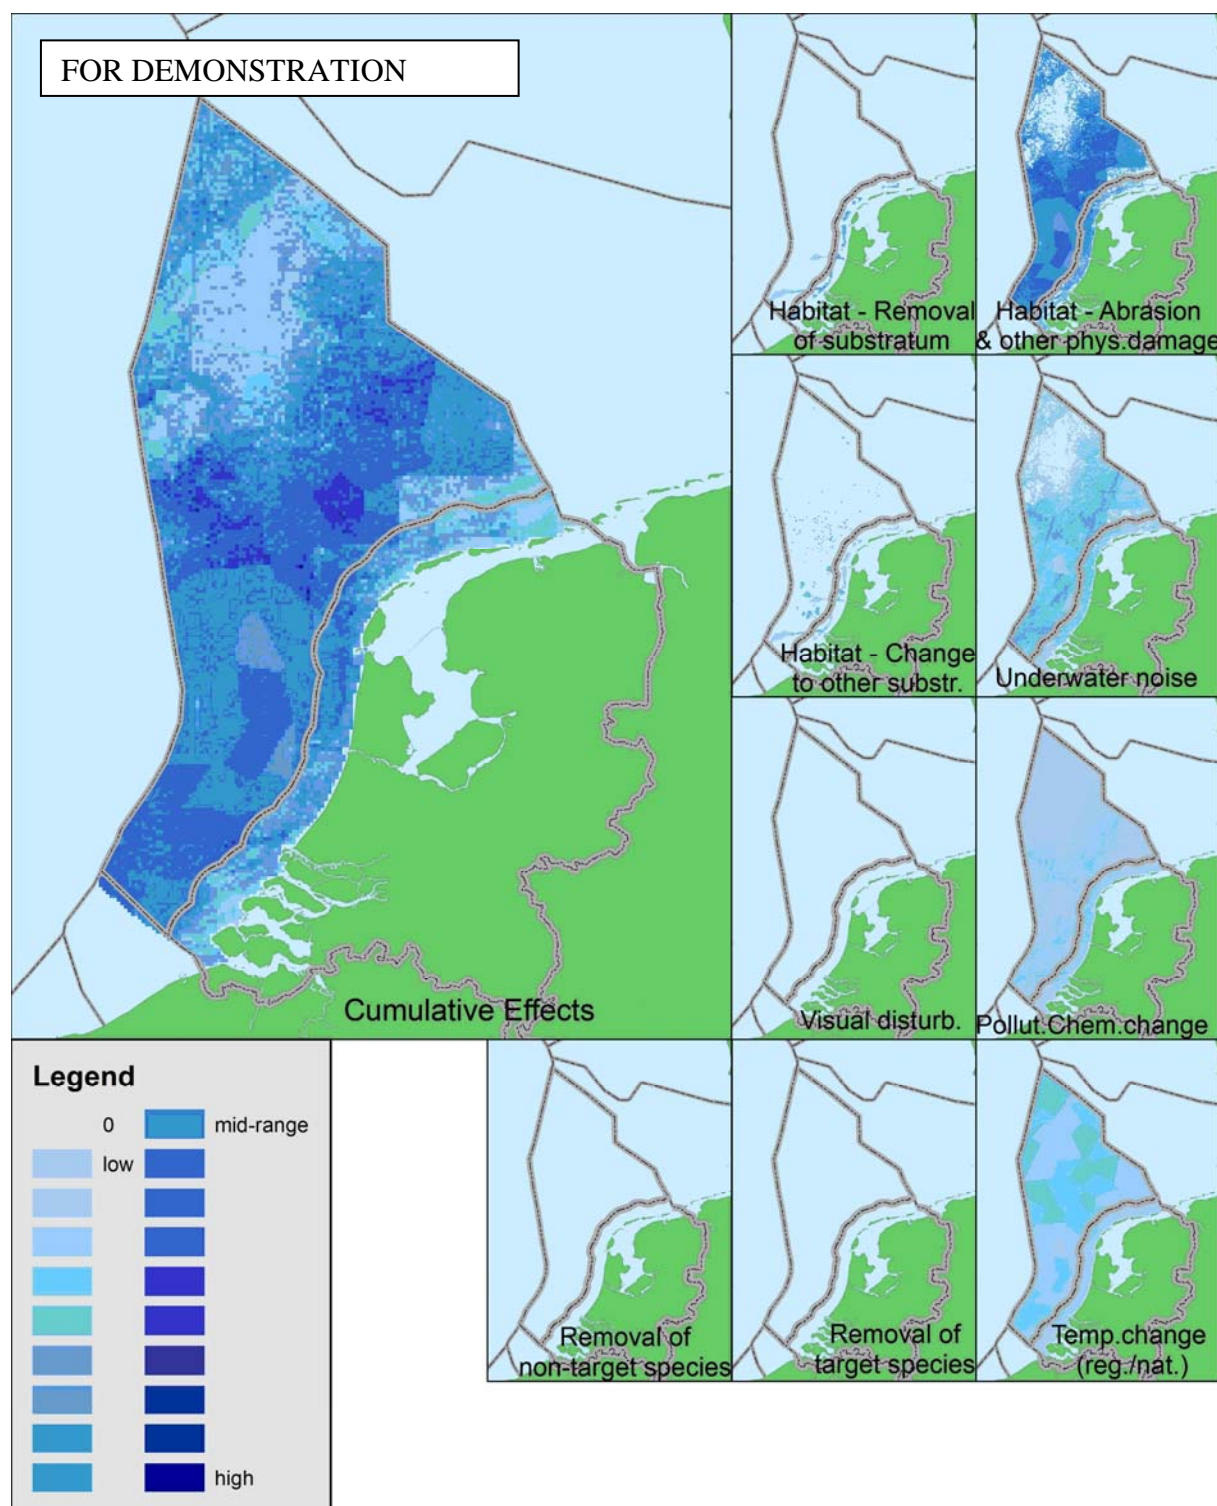 FOR DEMONSTRATION
Cumulative Effects
Habitat - Removal
of substratum
Habitat - Abrasion
& other phys.damage
Habitat - Change
to other substr.
Underwater noise
Visual disturb.
Pollut.Chem.change
Removal of
non-target species
Removal of
target species
Temp.change
(reg./nat.)
Legend
0
mid-range
low
high